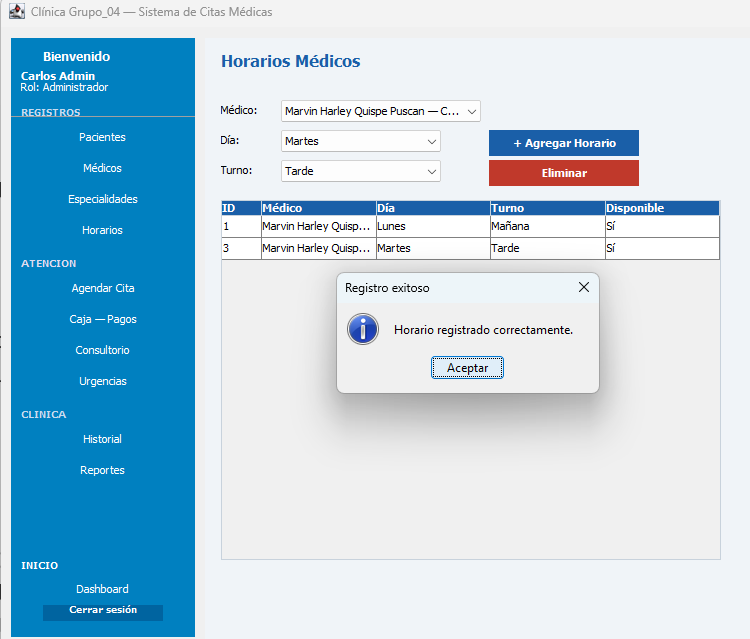 Clínica Grupo_04 — Sistema de Citas Médicas
Bienvenido
Carlos Admin
Rol: Administrador
REGISTROS
Pacientes
Médicos
Especialidades
Horarios
ATENCION
Agendar Cita
Caja — Pagos
Consultorio
Urgencias
CLINICA
Historial
Reportes
INICIO
Dashboard
Cerrar sesión
Horarios Médicos
Médico: Marvin Harley Quispe Puscan — C...
Día: Martes
+ Agregar Horario
Turno: Tarde
Eliminar
ID Médico Día Turno Disponible
1 Marvin Harley Quisp... Lunes Mañana Sí
3 Marvin Harley Quisp... Martes Tarde Sí
Registro exitoso
Horario registrado correctamente.
Aceptar